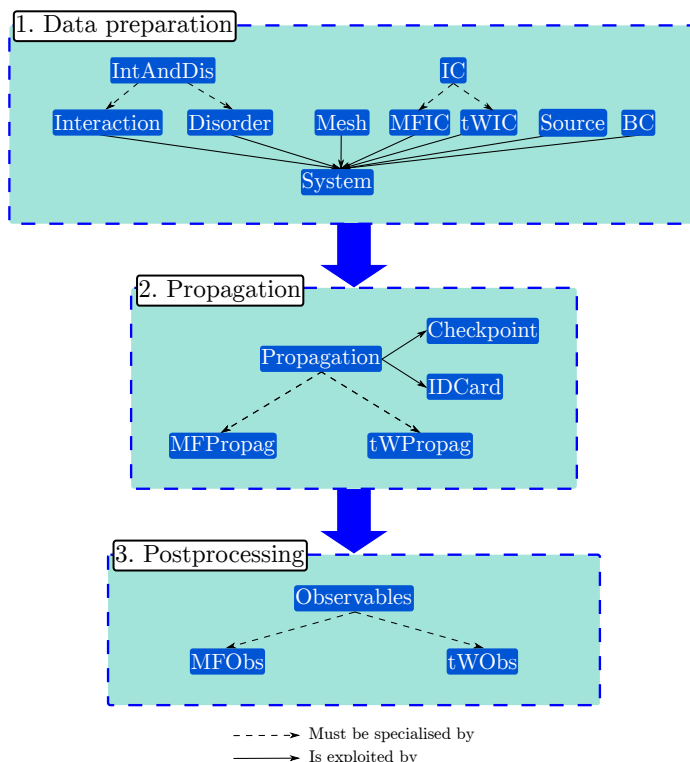 1. Data preparation
IntAndDis
IC
Interaction
Disorder
Mesh
MFIC
tWIC
Source
BC
System
2. Propagation
Checkpoint
Propagation
IDCard
MFPropag
tWPropag
3. Postprocessing
Observables
MFObs
tWObs
Must be specialised by
Is exploited by